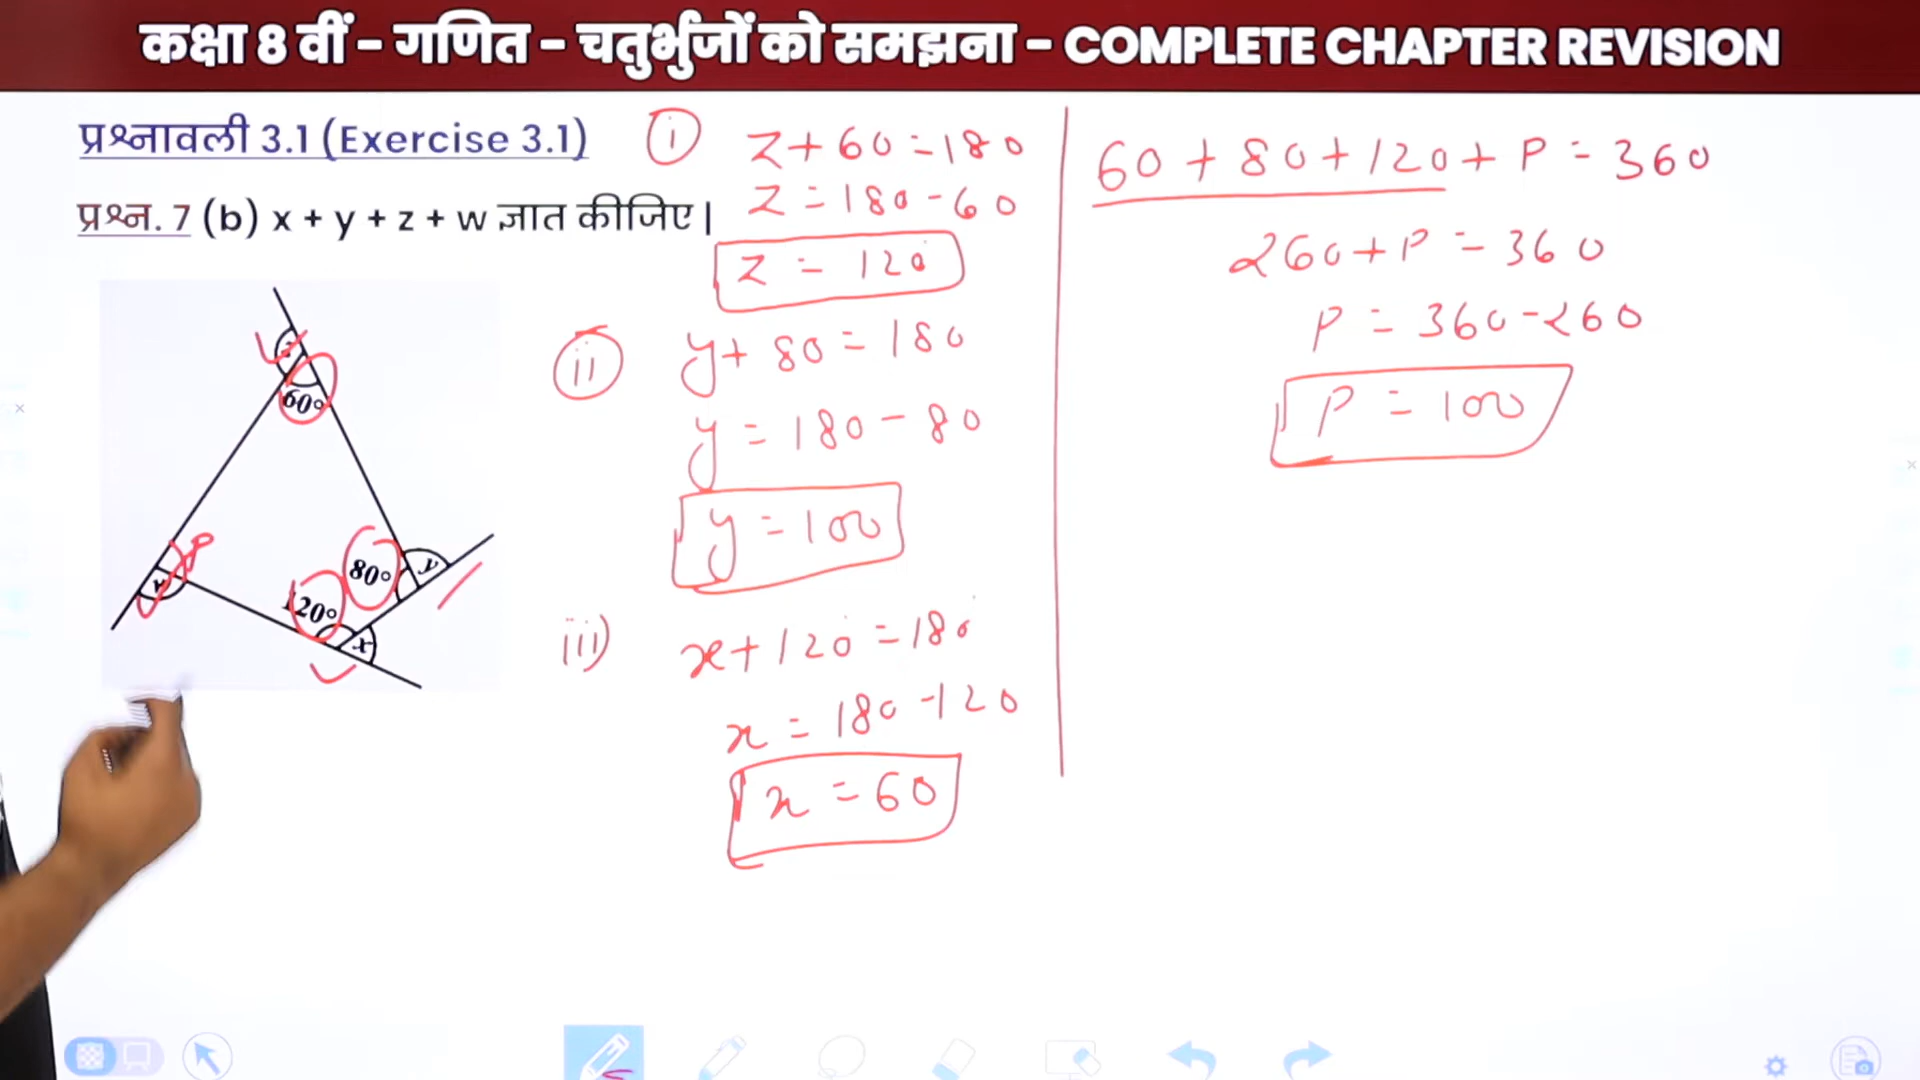 कक्षा 8 वीं – गणित – चतुर्भुजों को समझना – COMPLETE CHAPTER REVISION
प्रश्नावली 3.1 (Exercise 3.1)
प्रश्न. 7 (b) x + y + z + w ज्ञात कीजिए |
z
60°
P
80°
y
120°
x
i
z + 60 = 180
z = 180 - 60
z = 120
ii
y + 80 = 180
y = 180 - 80
y = 100
iii)
x + 120 = 180
x = 180 - 120
x = 60
60 + 80 + 120 + P = 360
260 + P = 360
P = 360 - 260
P = 100